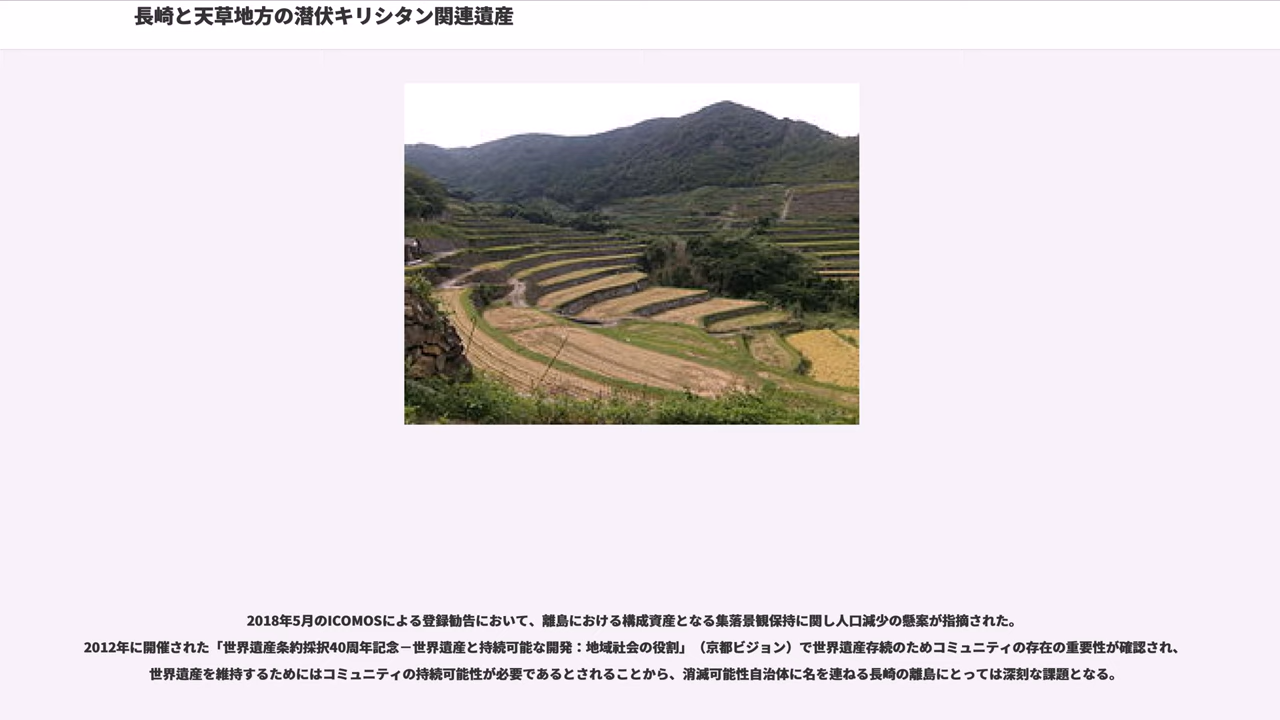 長崎と天草地方の潜伏キリシタン関連遺産
2018年5月のICOMOSによる登録勧告において、離島における構成資産となる集落景観保持に関し人口減少の懸案が指摘された。
2012年に開催された「世界遺産条約採択40周年記念－世界遺産と持続可能な開発：地域社会の役割」（京都ビジョン）で世界遺産存続のためコミュニティの存在の重要性が確認され、
世界遺産を維持するためにはコミュニティの持続可能性が必要であるとされることから、消滅可能性自治体に名を連ねる長崎の離島にとっては深刻な課題となる。